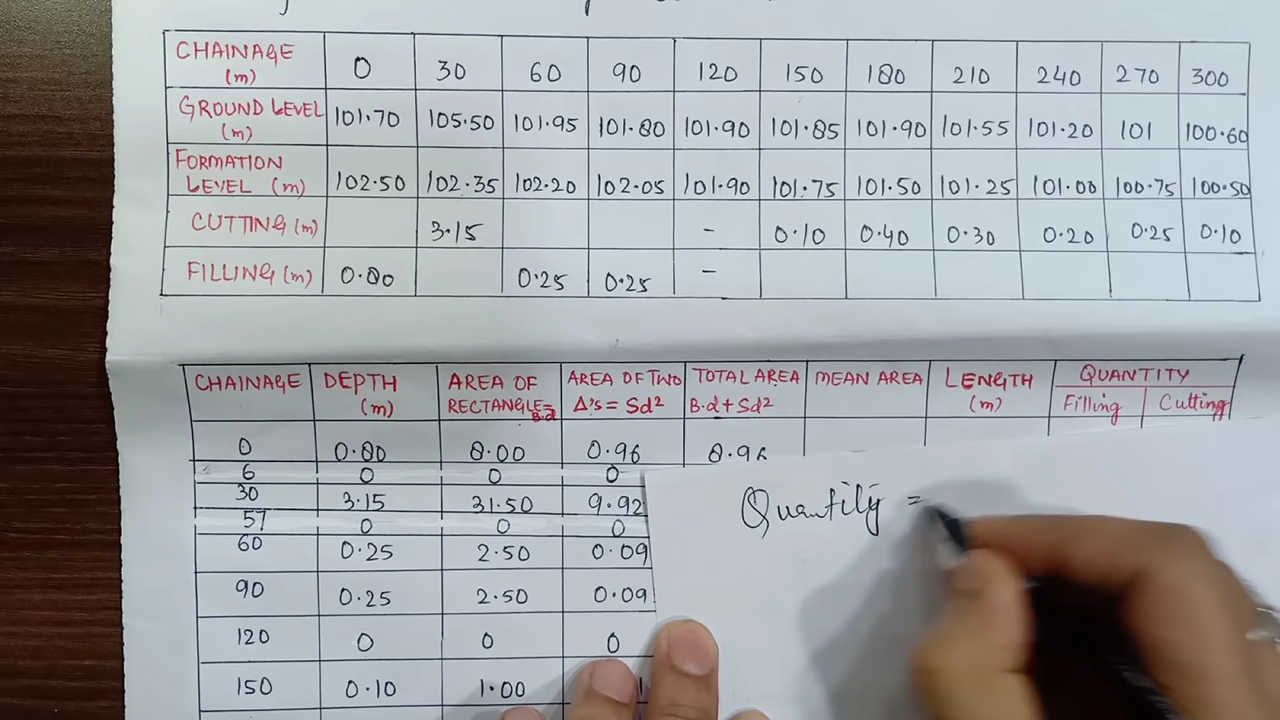 CHAINAGE (m) 0 30 60 90 120 150 180 210 240 270 300
GROUND LEVEL (m) 101.70 105.50 101.95 101.80 101.90 101.85 101.90 101.55 101.20 101 100.60
FORMATION LEVEL (m) 102.50 102.35 102.20 102.05 101.90 101.75 101.50 101.25 101.00 100.75 100.50
CUTTING (m) 3.15 - 0.10 0.40 0.30 0.20 0.25 0.10
FILLING (m) 0.80 0.25 0.25 -
CHAINAGE DEPTH (m) AREA OF RECTANGLE= B.d AREA OF TWO Δ's = Sd² TOTAL AREA B.d + Sd² MEAN AREA LENGTH (m) QUANTITY Filling Cutting
0 0.80 8.00 0.96 8.96
6 0 0 0
30 3.15 31.50 9.92
57 0 0 0
60 0.25 2.50 0.09
90 0.25 2.50 0.09
120 0 0 0
150 0.10 1.00
Quantity =